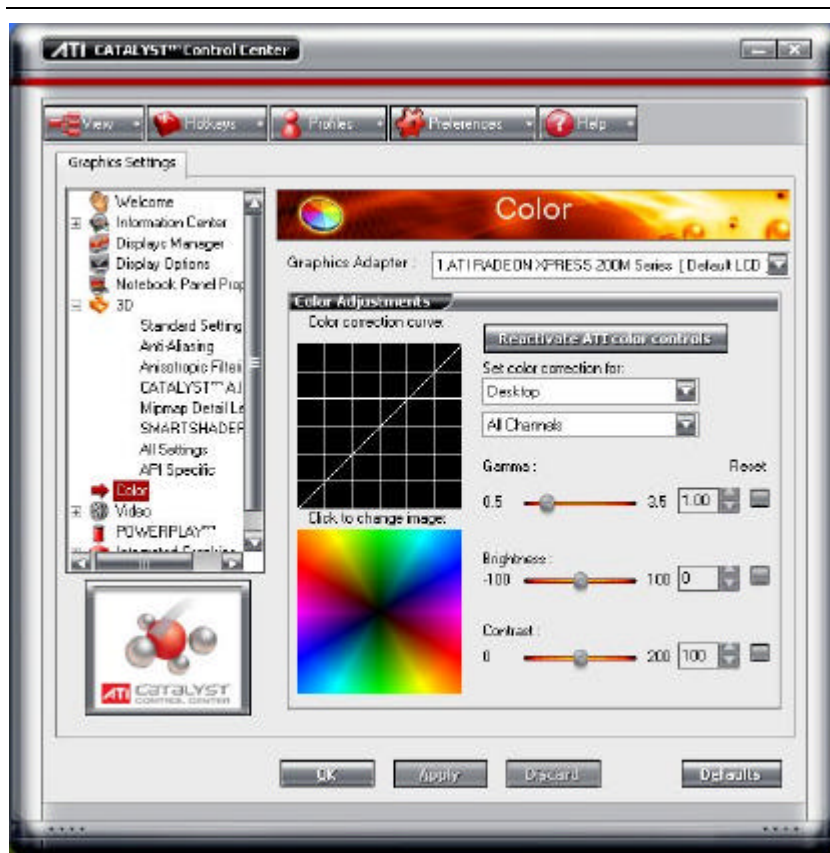 ATI CATALYST™ Control Center
View Hotkeys Profiles Preferences Help
Graphics Settings
Welcome
Information Center
Displays Manager
Display Options
Notebook Panel Prop
3D
Standard Setting
Anti-Aliasing
Anisotropic Filteri
CATALYST™ A.I
Mipmap Detail Le
SMARTSHADER
All Settings
API Specific
Color
Video
POWERPLAY™
Integrated Graphics
ATI CATALYST
CONTROL CENTER
Color
Graphics Adapter : 1.ATI RADEON XPRESS 200M Series [ Default LCD
Color Adjustments
Color correction curve:
Click to change image:
Reactivate ATI color controls
Set color correction for:
Desktop
All Channels
Gamma : Reset
0.5 3.5 1.00
Brightness :
-100 100 0
Contrast :
0 200 100
OK Apply Discard Defaults